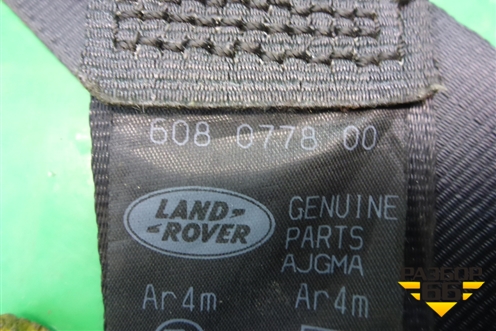 608 0778 00
LAND ROVER
GENUINE
PARTS
AJGMA
Ar4m Ar4m
РАЗБОР
66